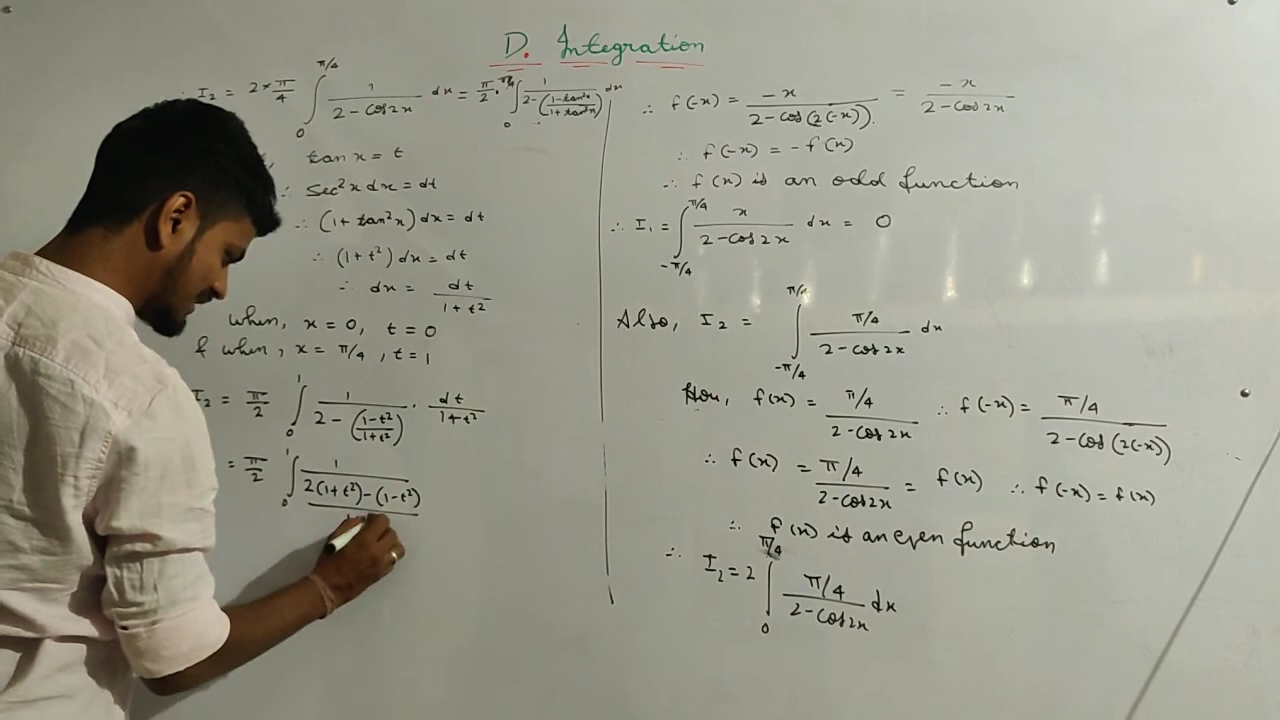 D. Integration
∴ I₂ = 2 × π/4 ∫₀^(π/4) 1/(2 - cos 2x) dx = π/2 · ∫₀^(π/4) 1/(2 - ((1 - tan²x)/(1 + tan²x))) dx
tan x = t
∴ sec²x dx = dt
∴ (1 + tan²x) dx = dt
∴ (1 + t²) dx = dt
∴ dx = dt/(1 + t²)
when, x = 0, t = 0
& when, x = π/4, t = 1
I₂ = π/2 ∫₀^1 1/(2 - ((1 - t²)/(1 + t²))) · dt/(1 + t²)
= π/2 ∫₀^1 1/(2(1 + t²) - (1 - t²))
∴ f(-x) = -x/(2 - cos(2(-x))) = -x/(2 - cos 2x)
∴ f(-x) = - f(x)
∴ f(x) is an odd function
∴ I₁ = ∫_(-π/4)^(π/4) x/(2 - cos 2x) dx = 0
Also, I₂ = ∫_(-π/4)^(π/4) (π/4)/(2 - cos 2x) dx
f(x) = (π/4)/(2 - cos 2x) ∴ f(-x) = (π/4)/(2 - cos(2(-x)))
∴ f(x) = (π/4)/(2 - cos 2x) = f(x) ∴ f(-x) = f(x)
∴ f(x) is an even function
∴ I₂ = 2 ∫₀^(π/4) (π/4)/(2 - cos 2x) dx